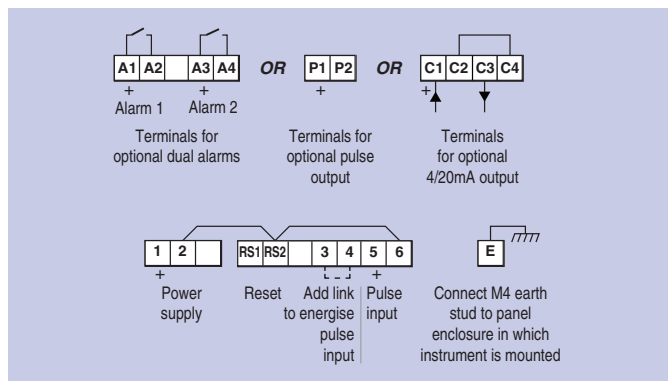 A1 A2 A3 A4 OR P1 P2 OR C1 C2 C3 C4
+ + + +
Alarm 1 Alarm 2
Terminals for
optional dual alarms
Terminals for
optional pulse
output
Terminals
for optional
4/20mA output
1 2 RS1 RS2 3 4 5 6 E
+ +
Power
supply
Reset
Add link
to energise
pulse
input
Pulse
input
Connect M4 earth
stud to panel
enclosure in which
instrument is mounted